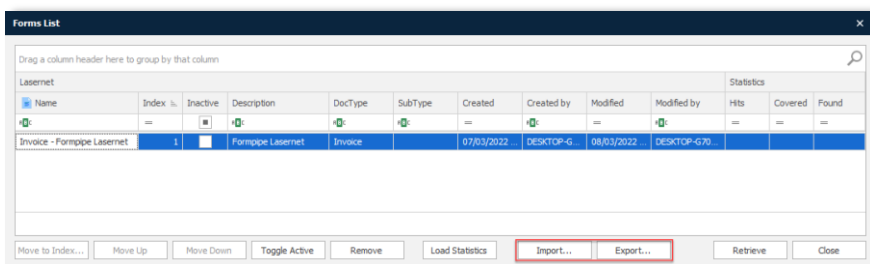 Forms List
Drag a column header here to group by that column
Lasernet Statistics
Name Index Inactive Description DocType SubType Created Created by Modified Modified by Hits Covered Found
Invoice - Formpipe Lasernet 1 Formpipe Lasernet Invoice 07/03/2022 ... DESKTOP-G... 08/03/2022 ... DESKTOP-G70...
Move to Index... Move Up Move Down Toggle Active Remove Load Statistics Import... Export... Retrieve Close